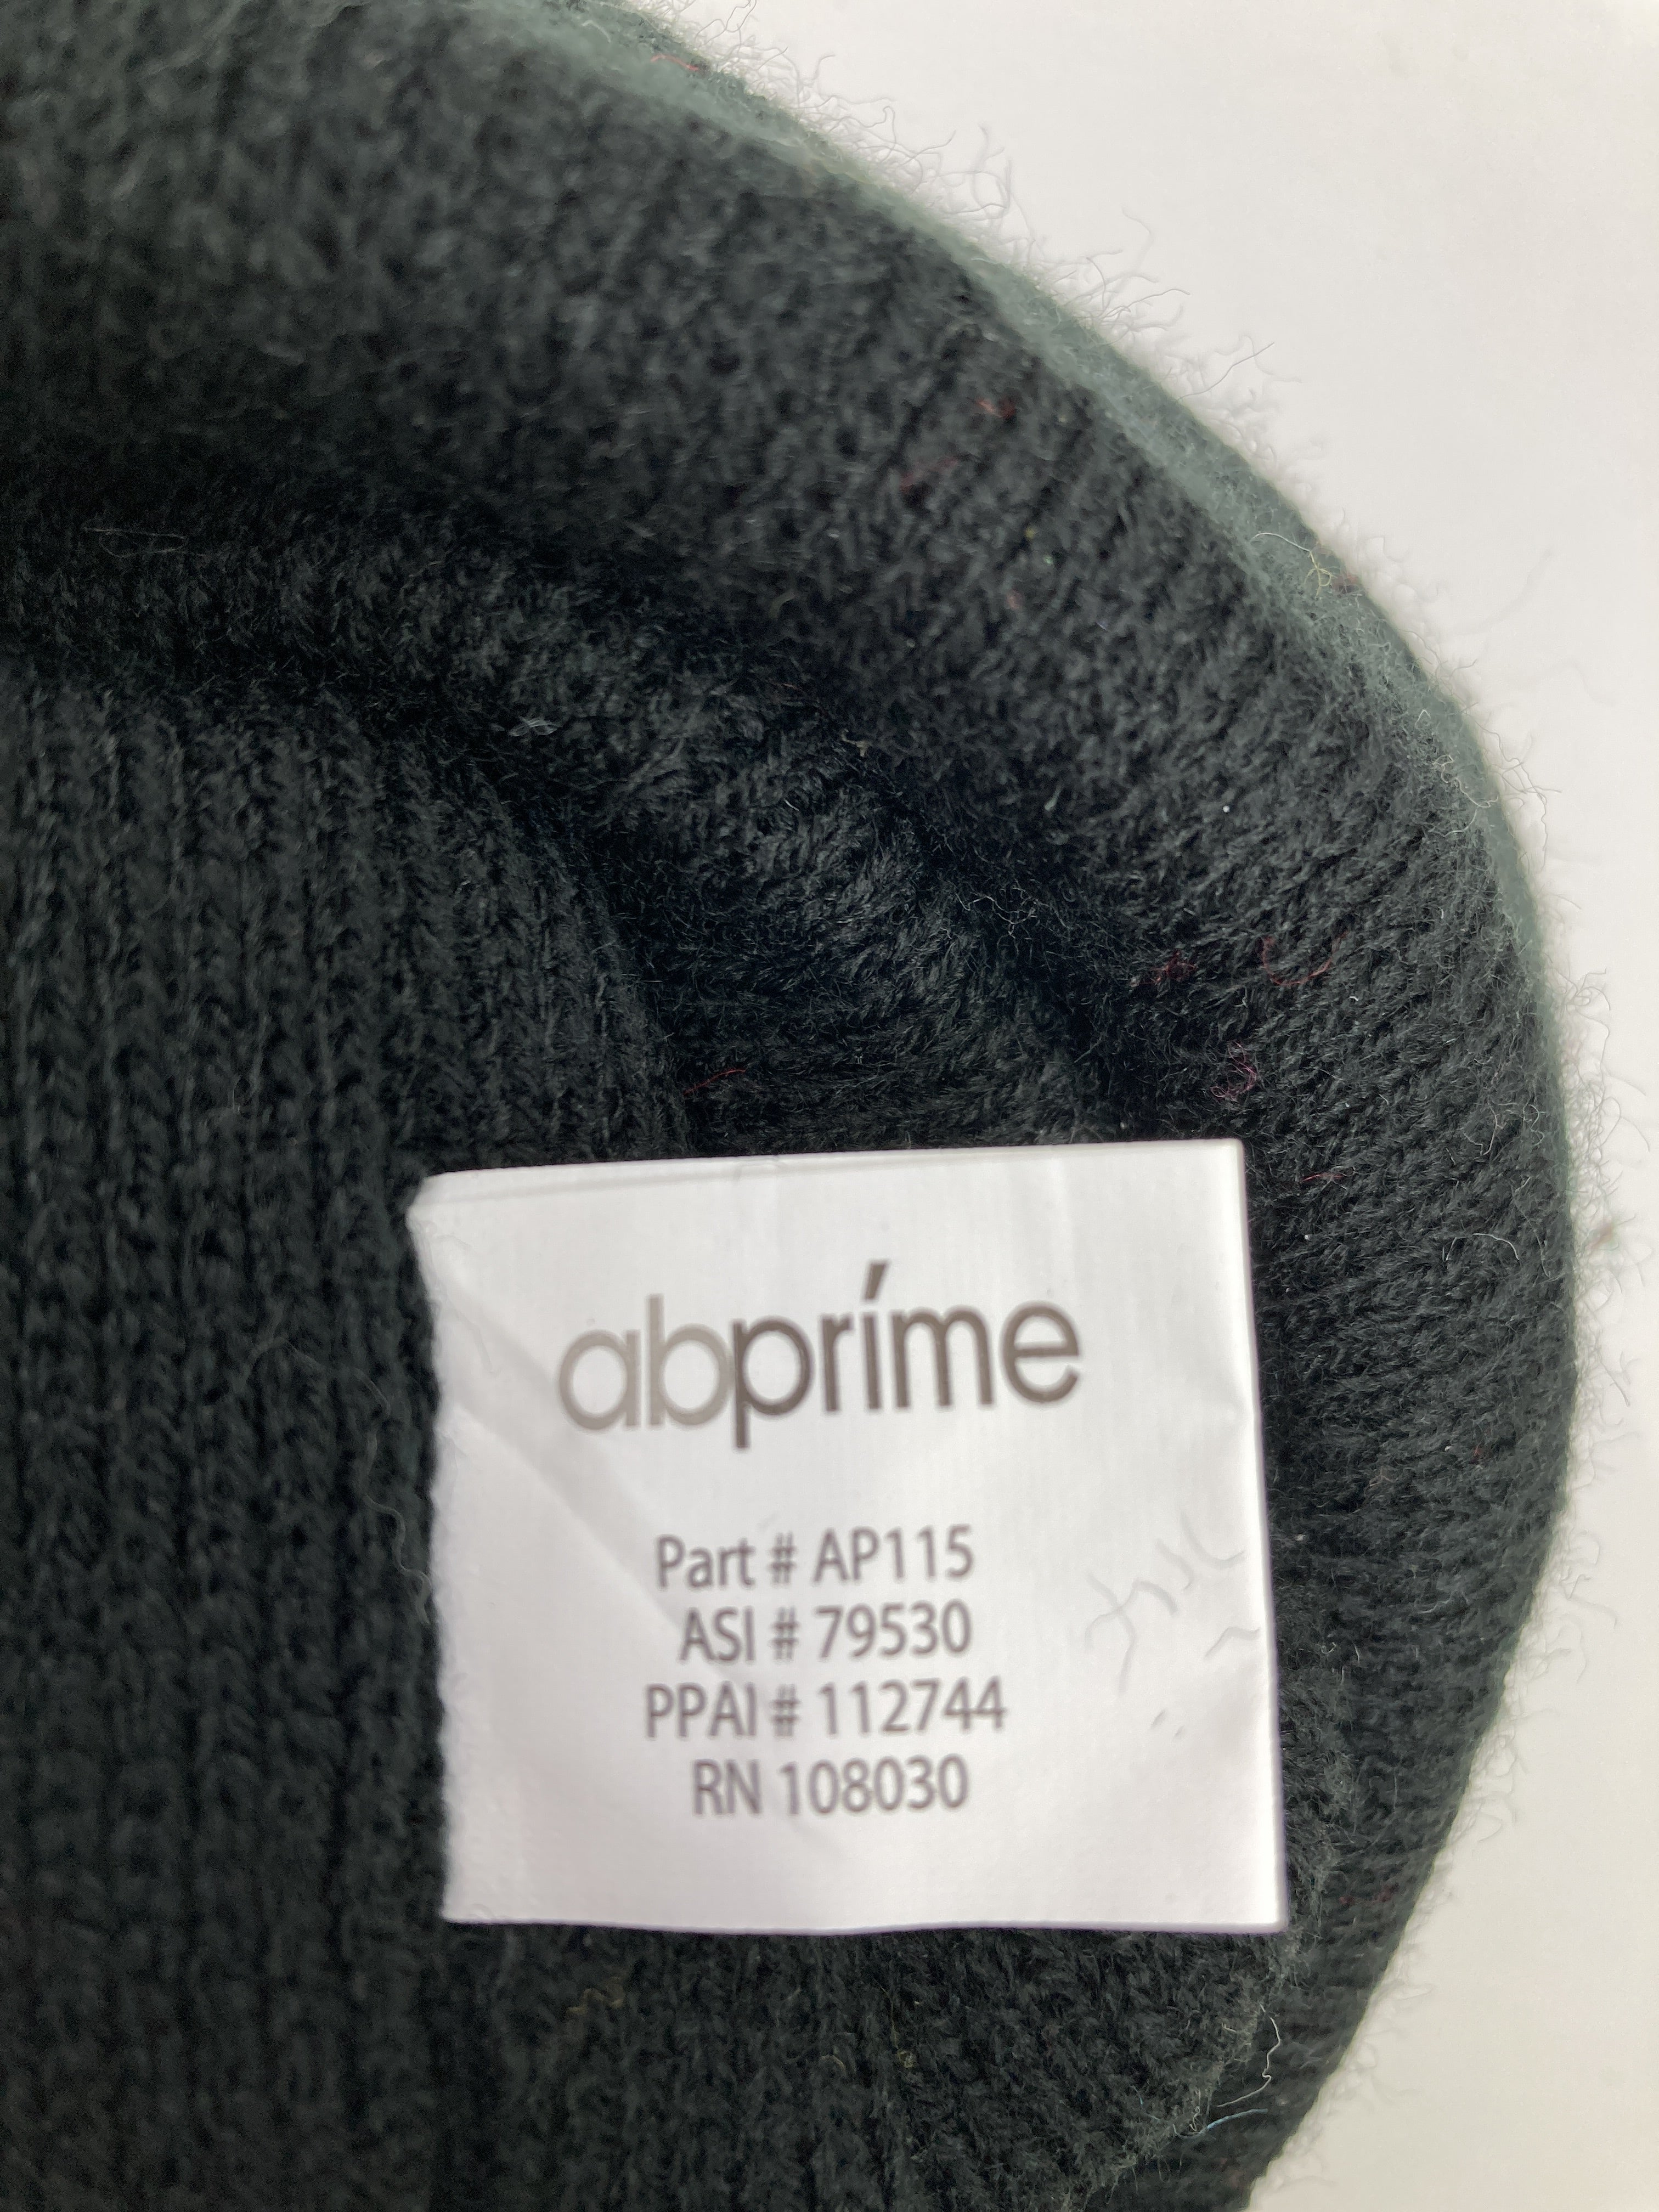 abpríme
Part # AP115
ASI # 79530
PPAI # 112744
RN 108030